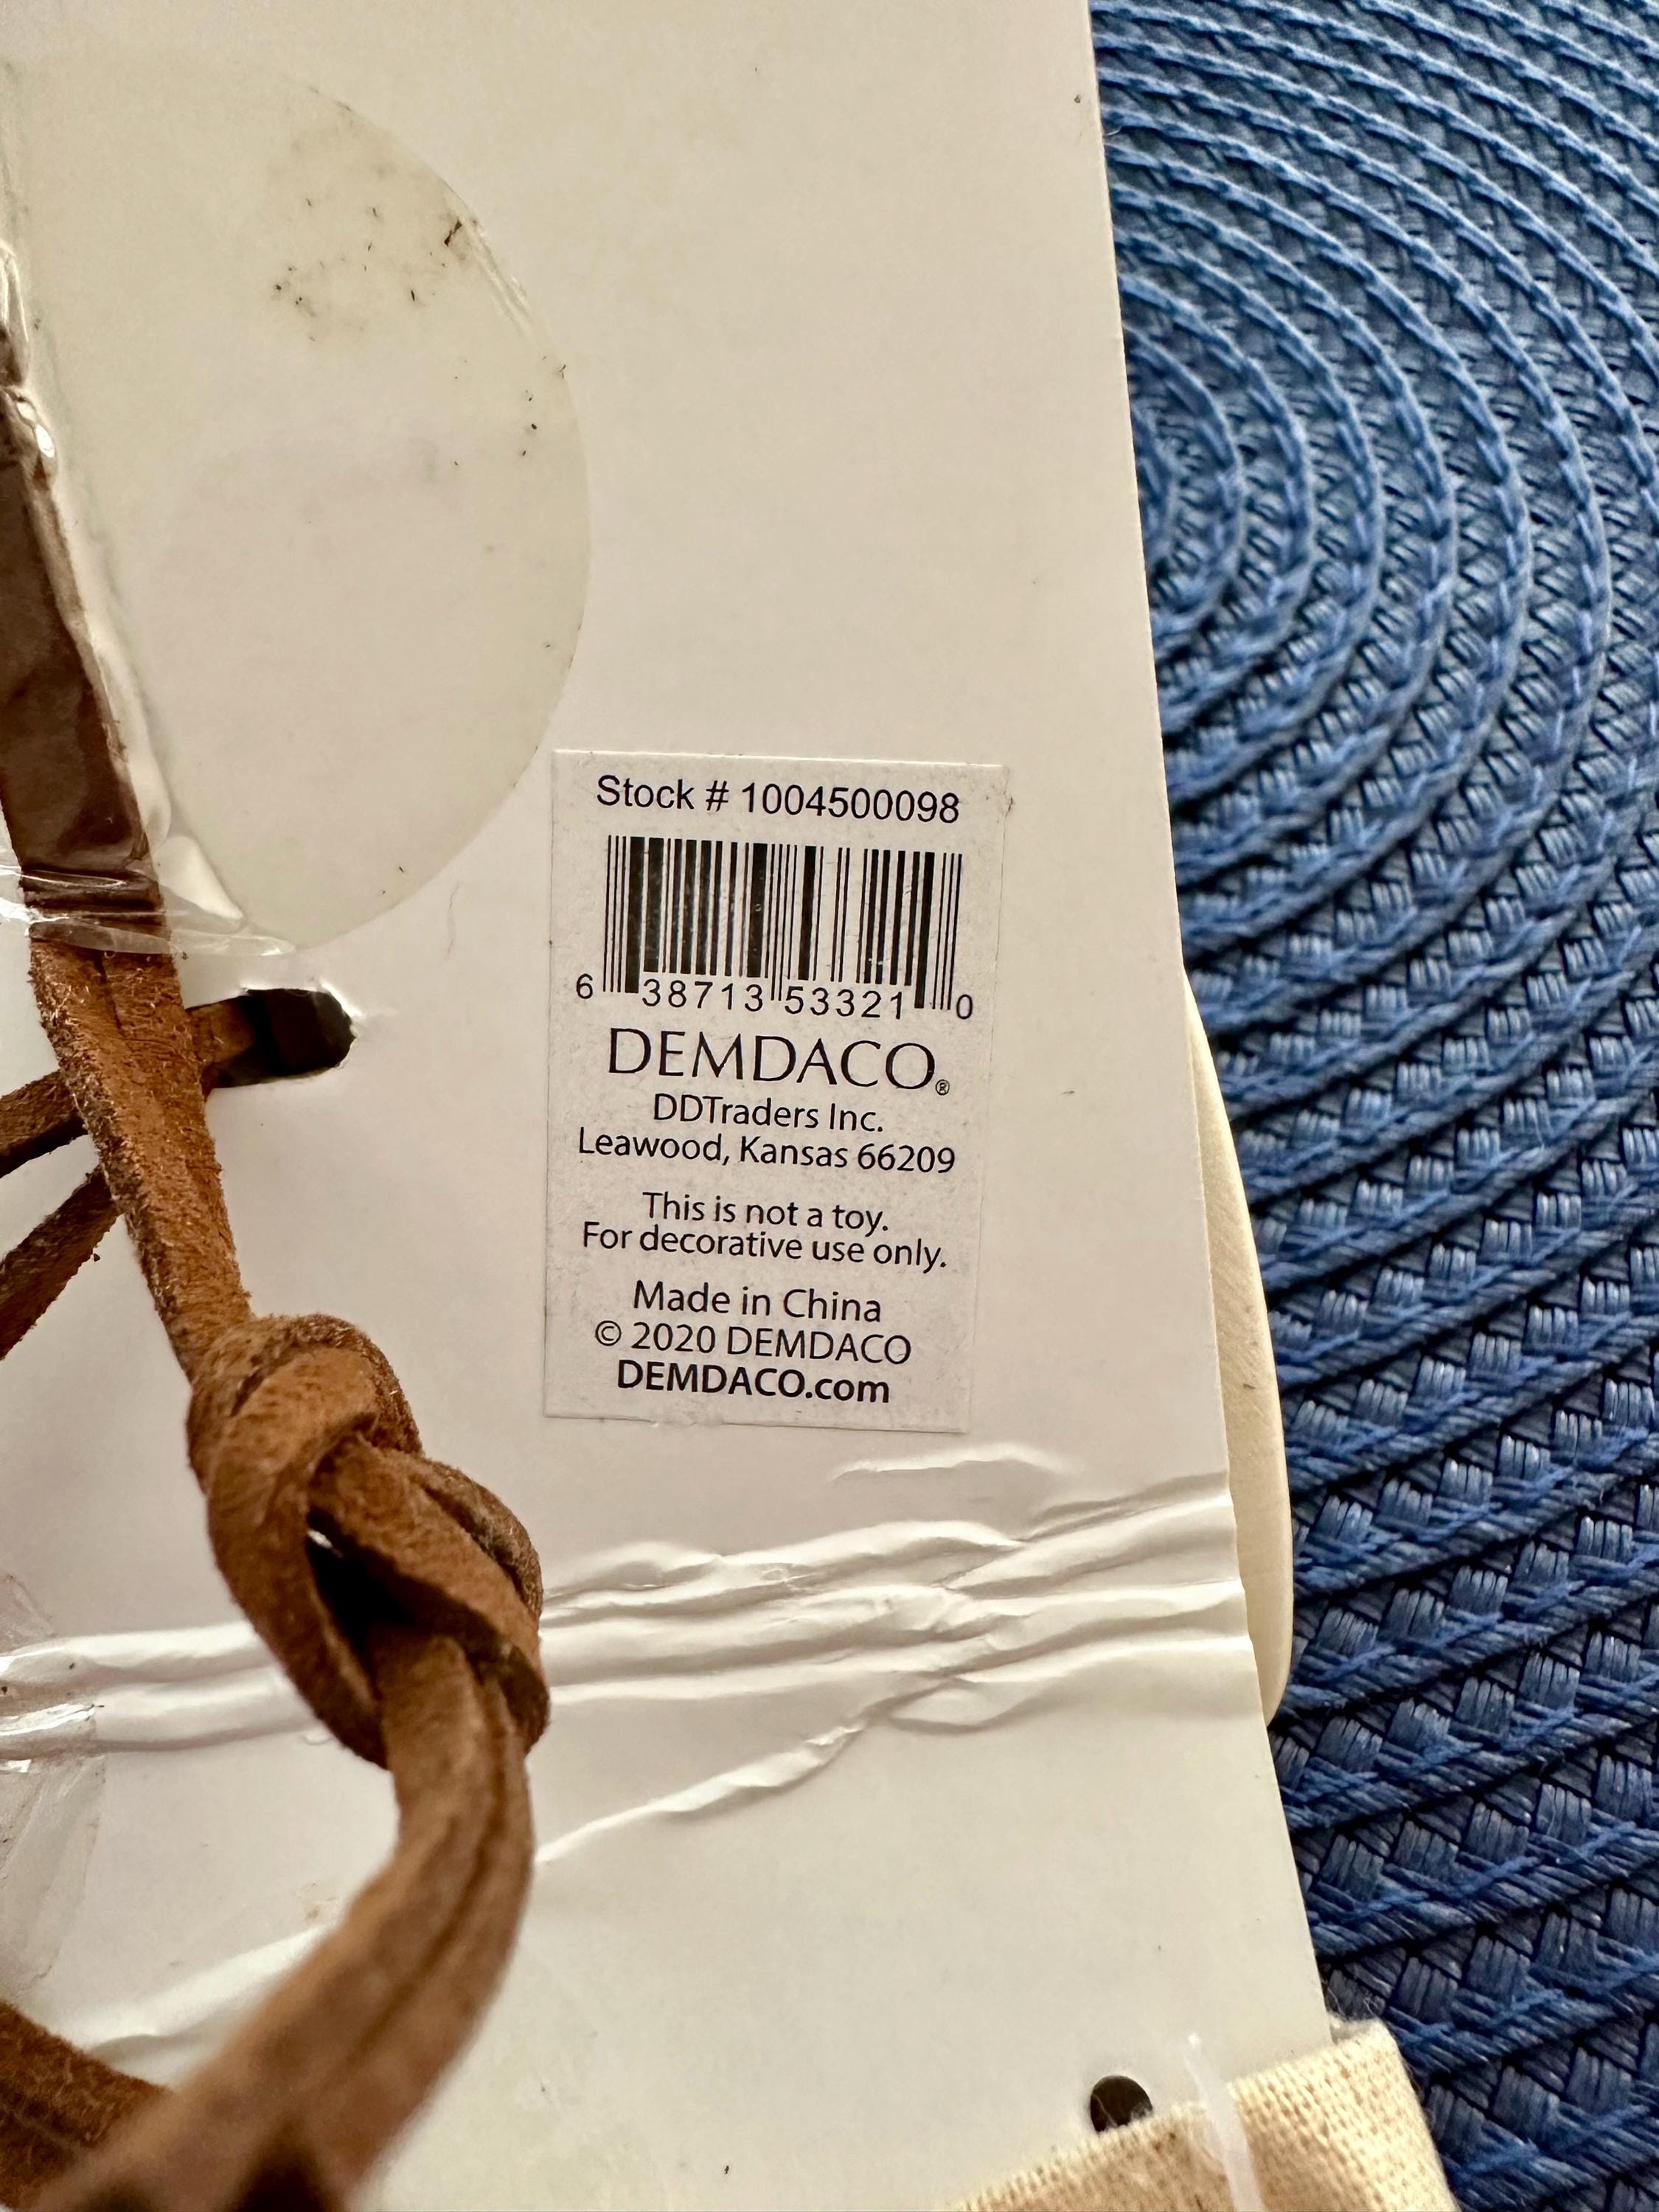 Stock # 1004500098
6 38713 53321 0
DEMDACO®
DDTraders Inc.
Leawood, Kansas 66209
This is not a toy.
For decorative use only.
Made in China
© 2020 DEMDACO
DEMDACO.com